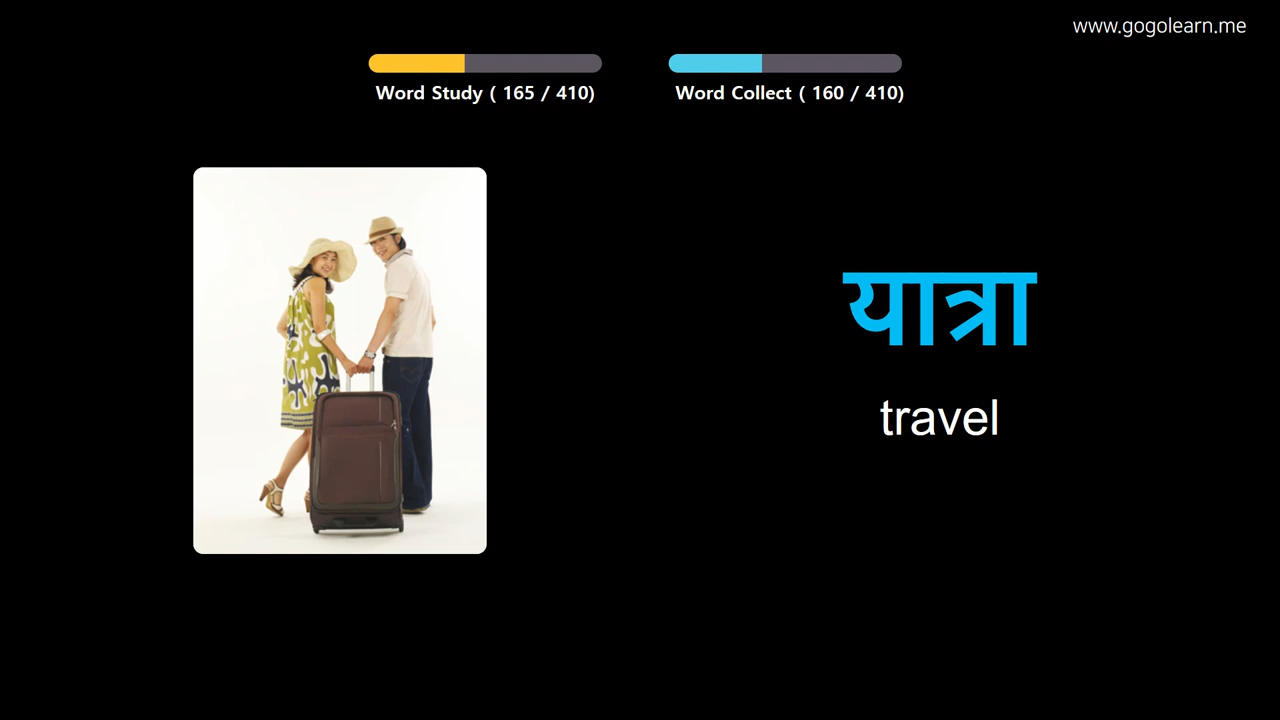 www.gogolearn.me
Word Study ( 165 / 410)
Word Collect ( 160 / 410)
यात्रा
travel